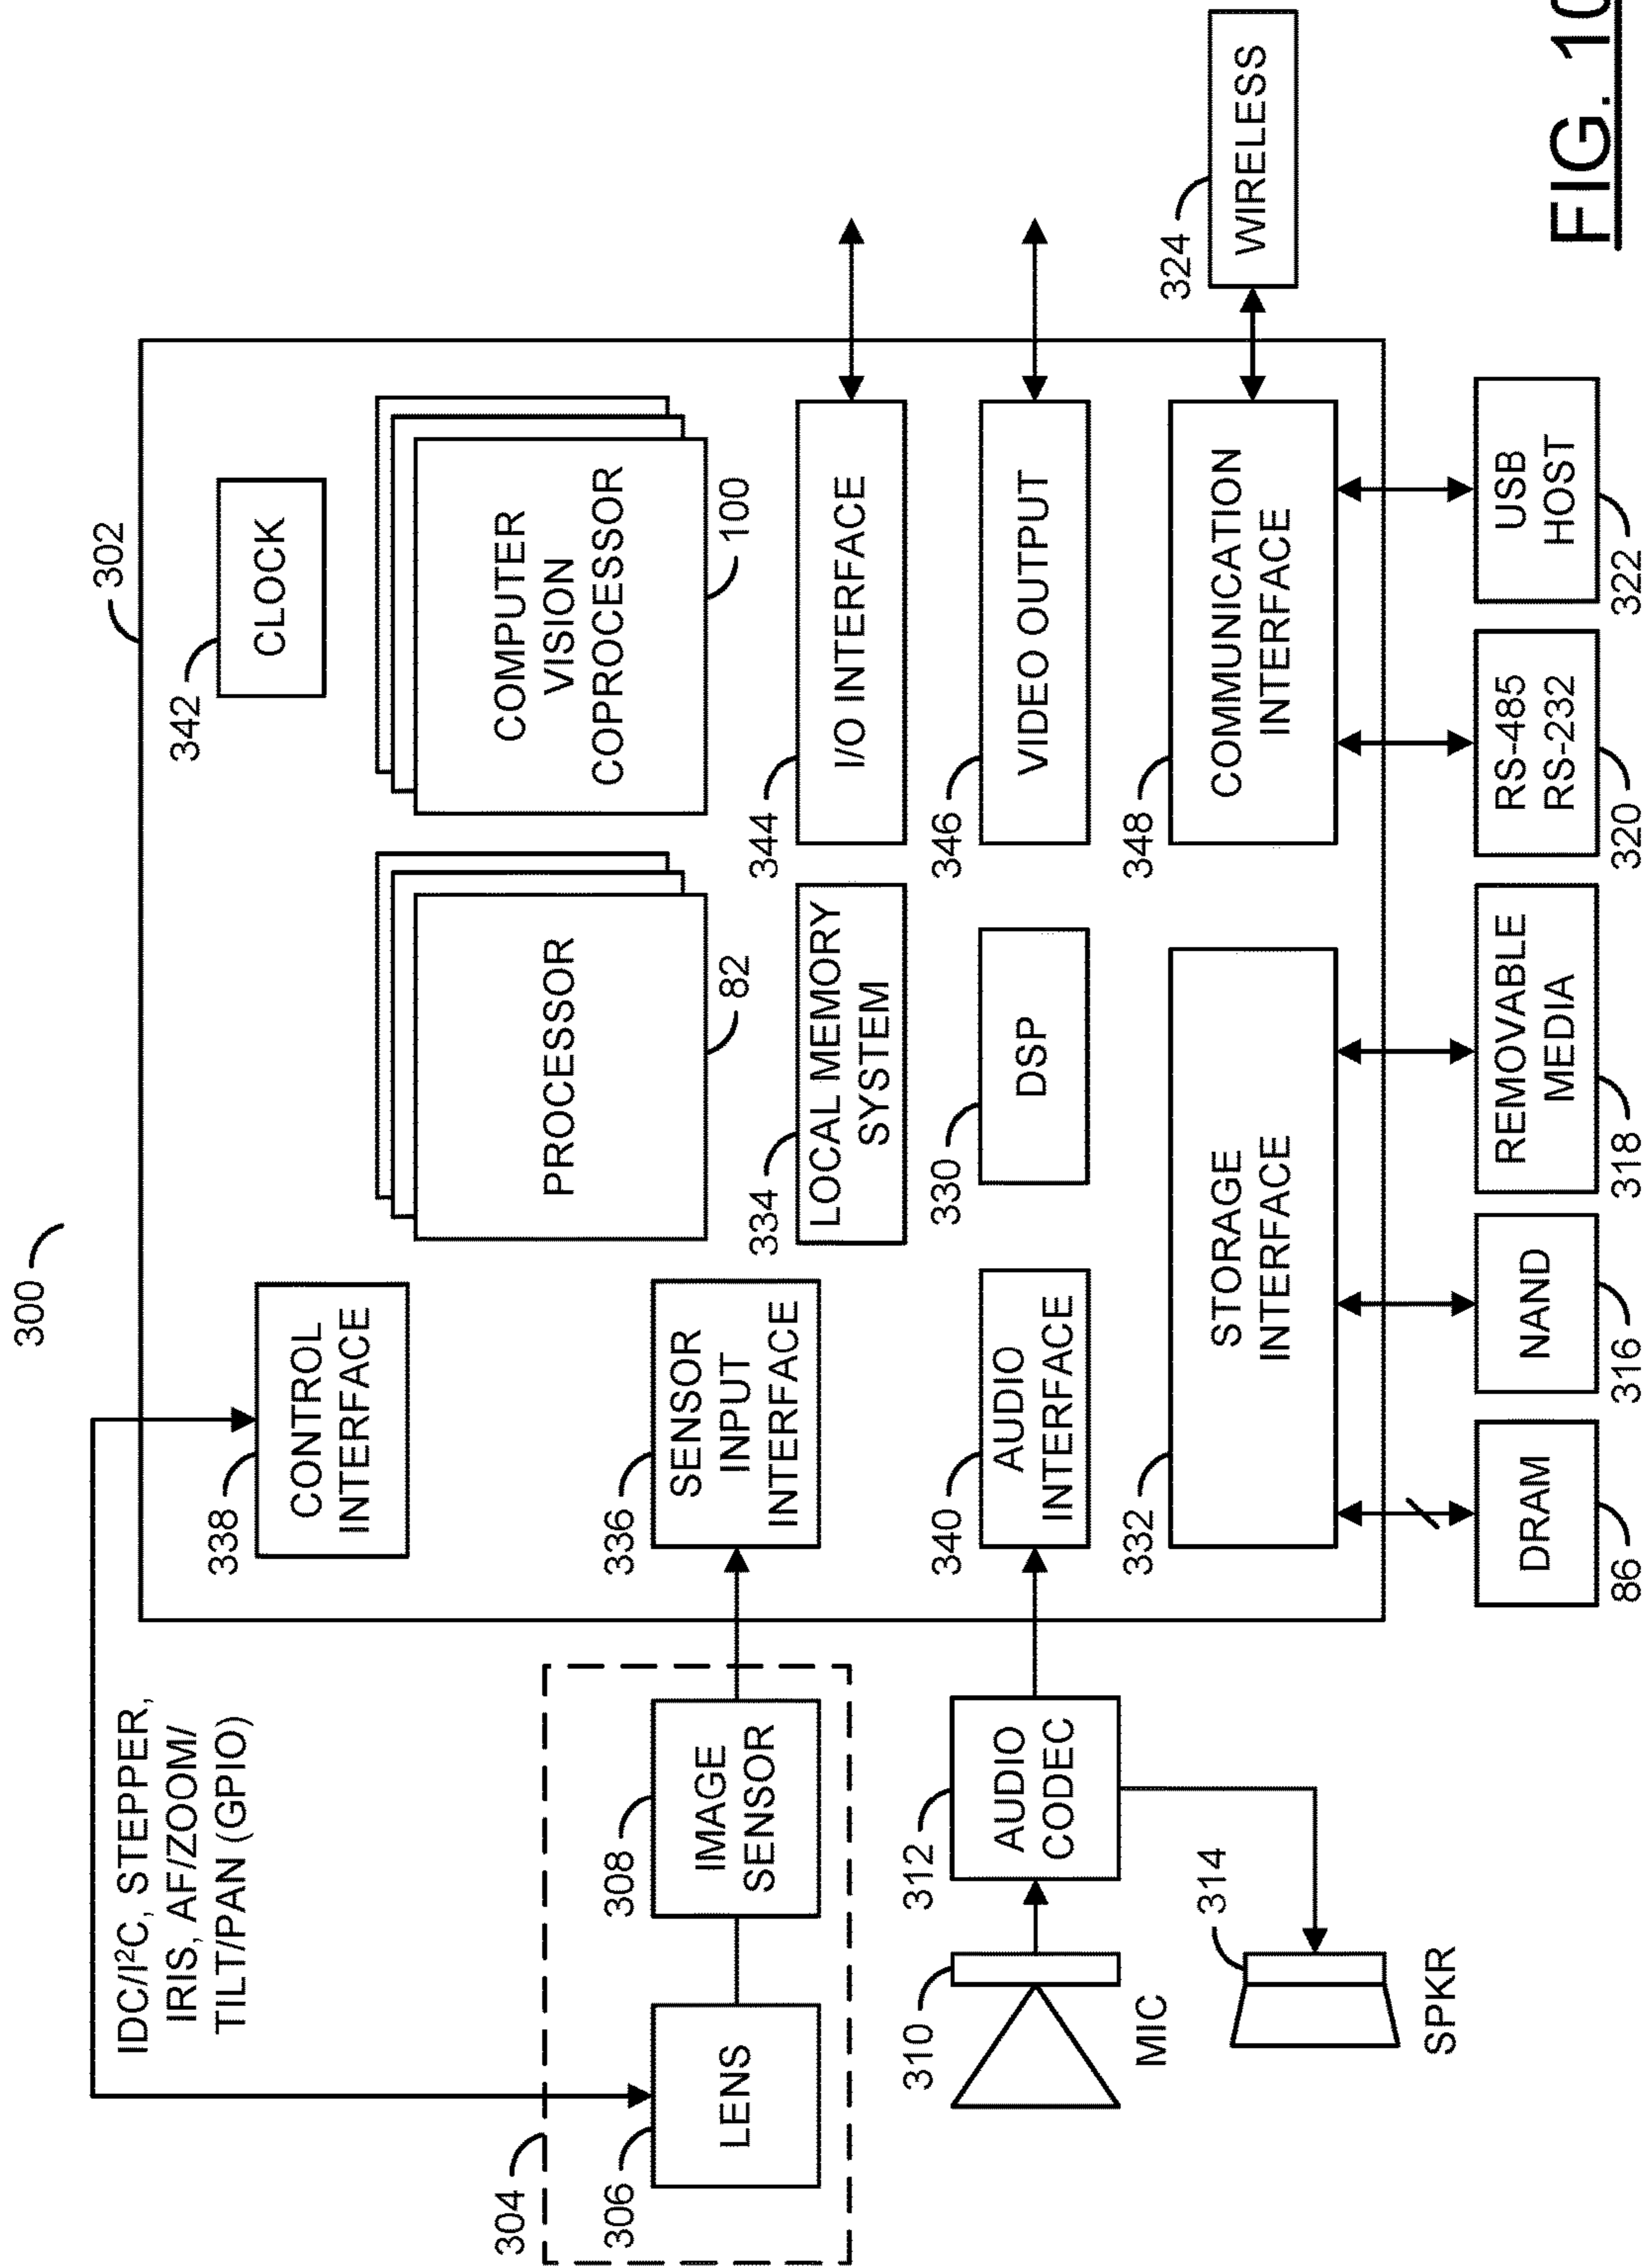 300
302
IDC/I²C, STEPPER,
IRIS, AF/ZOOM/
TILT/PAN (GPIO)
338
CONTROL
INTERFACE
342
CLOCK
PROCESSOR
82
COMPUTER
VISION
COPROCESSOR
100
304
306
LENS
308
IMAGE
SENSOR
336
SENSOR
INPUT
INTERFACE
334
LOCAL MEMORY
SYSTEM
344
I/O INTERFACE
310
MIC
312
AUDIO
CODEC
340
AUDIO
INTERFACE
330
DSP
346
VIDEO OUTPUT
314
SPKR
332
STORAGE
INTERFACE
348
COMMUNICATION
INTERFACE
324
WIRELESS
DRAM
86
NAND
316
REMOVABLE
MEDIA
318
RS-485
RS-232
320
USB
HOST
322
FIG. 10